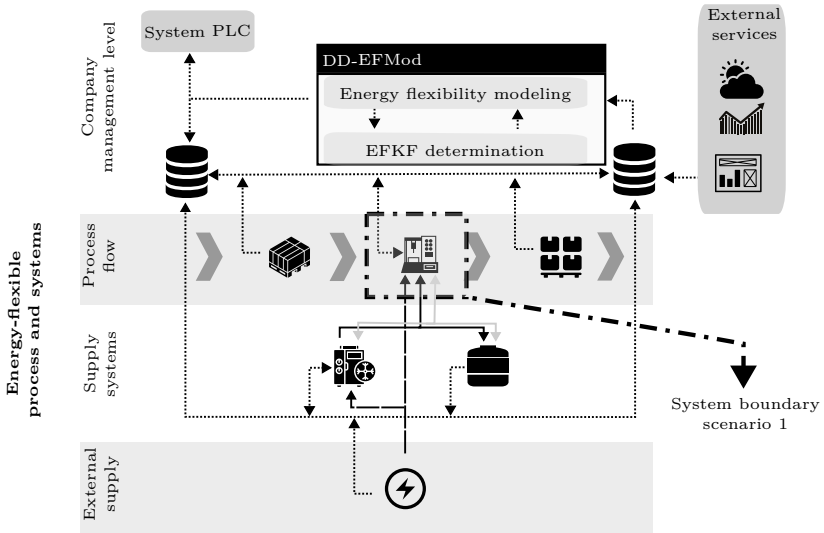 System PLC
External
services
DD-EFMod
Energy flexibility modeling
EFKF determination
Company
management level
Process
flow
Energy-flexible
process and systems
Supply
systems
System boundary
scenario 1
External
supply